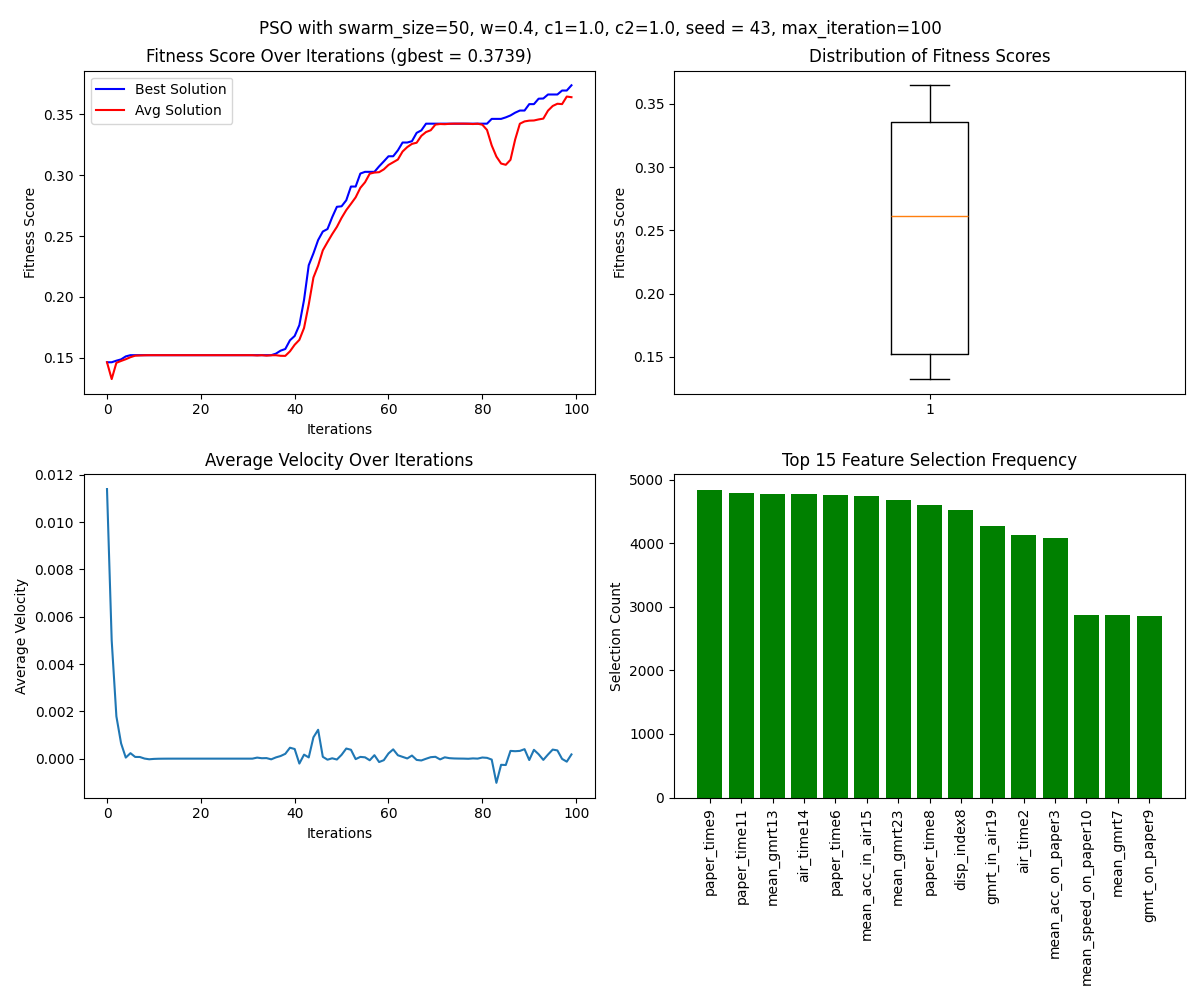 PSO with swarm_size=50, w=0.4, c1=1.0, c2=1.0, seed = 43, max_iteration=100
Fitness Score Over Iterations (gbest = 0.3739)
Best Solution
Avg Solution
Fitness Score
0.35
0.30
0.25
0.20
0.15
0
20
40
60
80
100
Iterations
Distribution of Fitness Scores
Fitness Score
0.35
0.30
0.25
0.20
0.15
1
Average Velocity Over Iterations
Average Velocity
0.012
0.010
0.008
0.006
0.004
0.002
0.000
0
20
40
60
80
100
Iterations
Top 15 Feature Selection Frequency
Selection Count
5000
4000
3000
2000
1000
0
paper_time9
paper_time11
mean_gmrt13
air_time14
paper_time6
mean_acc_in_air15
mean_gmrt23
paper_time8
disp_index8
gmrt_in_air19
air_time2
mean_acc_on_paper3
mean_speed_on_paper10
mean_gmrt7
gmrt_on_paper9